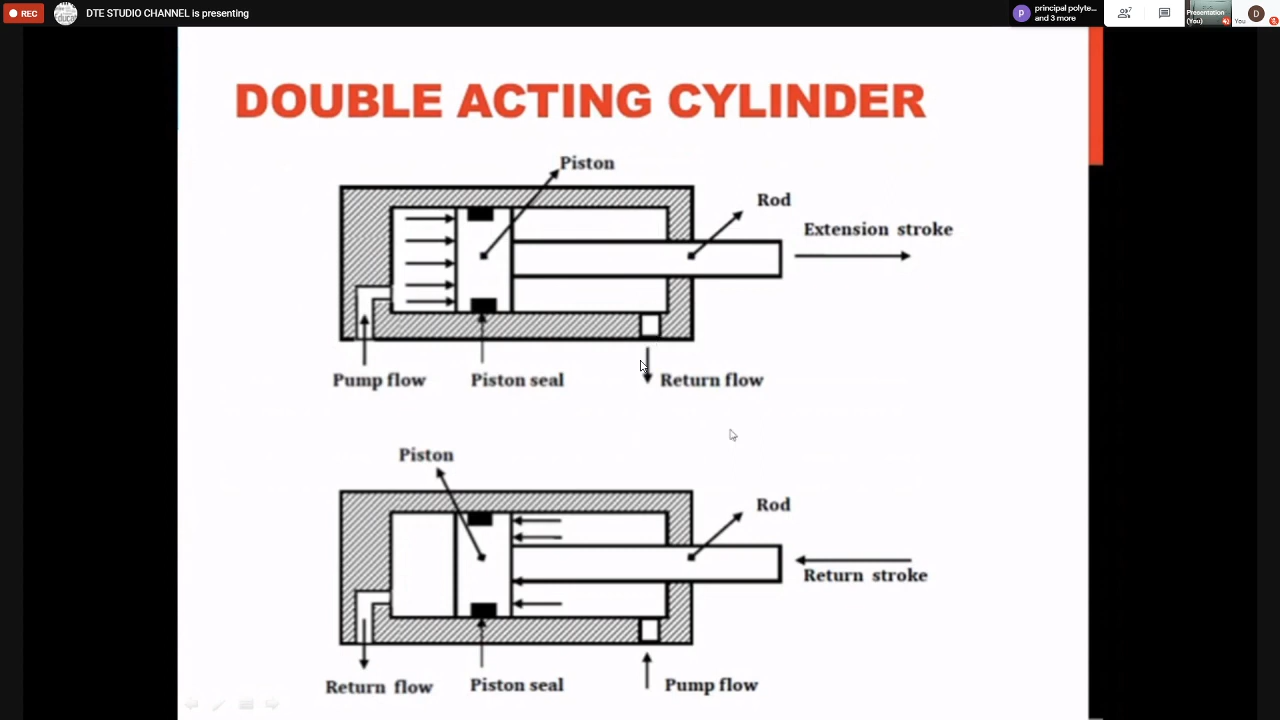 REC
DTE STUDIO CHANNEL is presenting
principal polyte...
and 3 more
P
7
Presentation
(You)
You
D
DOUBLE ACTING CYLINDER
Piston
Rod
Extension stroke
Pump flow
Piston seal
Return flow
Piston
Rod
Return stroke
Return flow
Piston seal
Pump flow